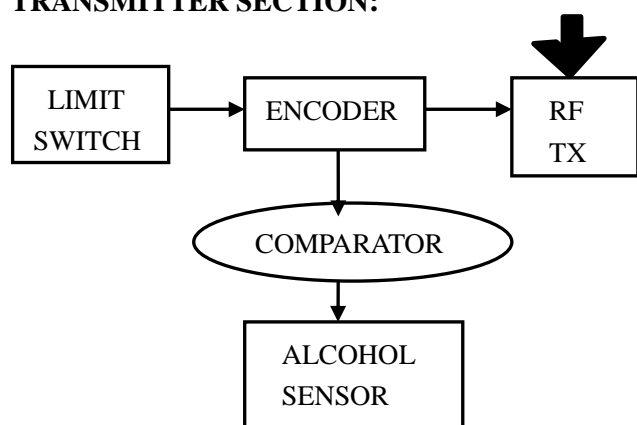 TRANSMITTER SECTION:
LIMIT
SWITCH
ENCODER
RF
TX
COMPARATOR
ALCOHOL
SENSOR